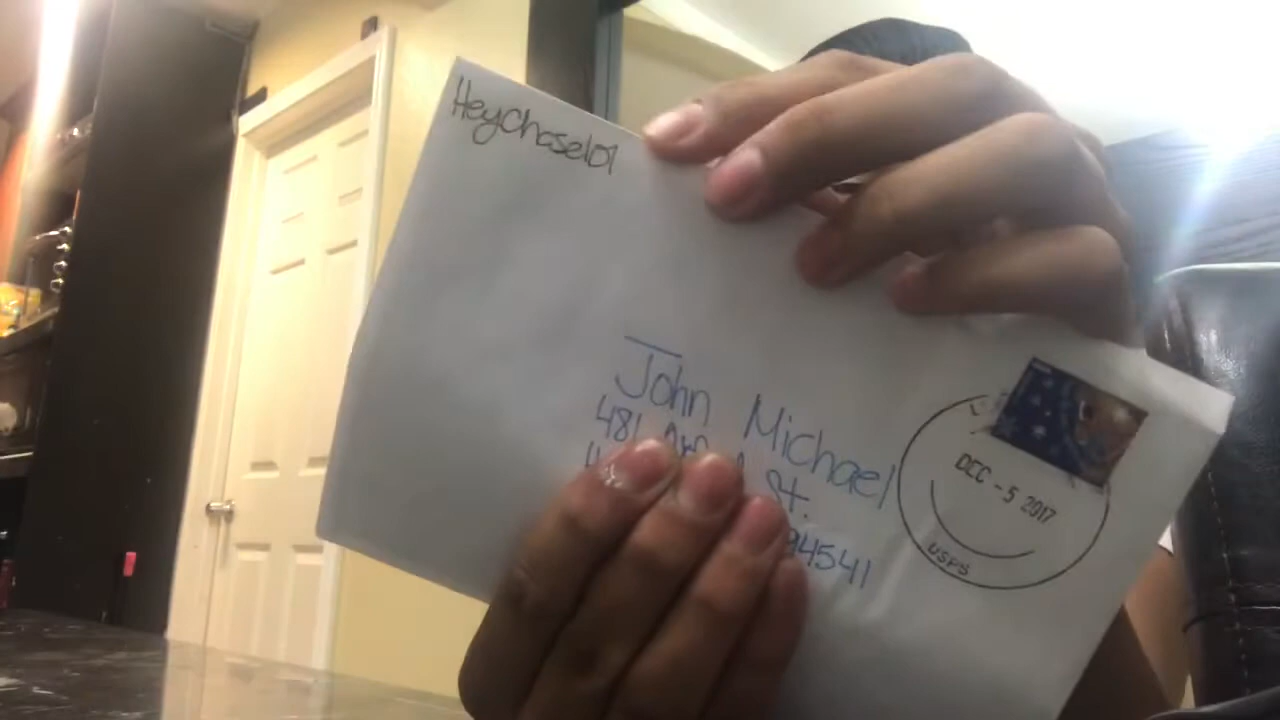 HeyChase101
John Michael
St.
94541
DEC - 5 2017
USPS